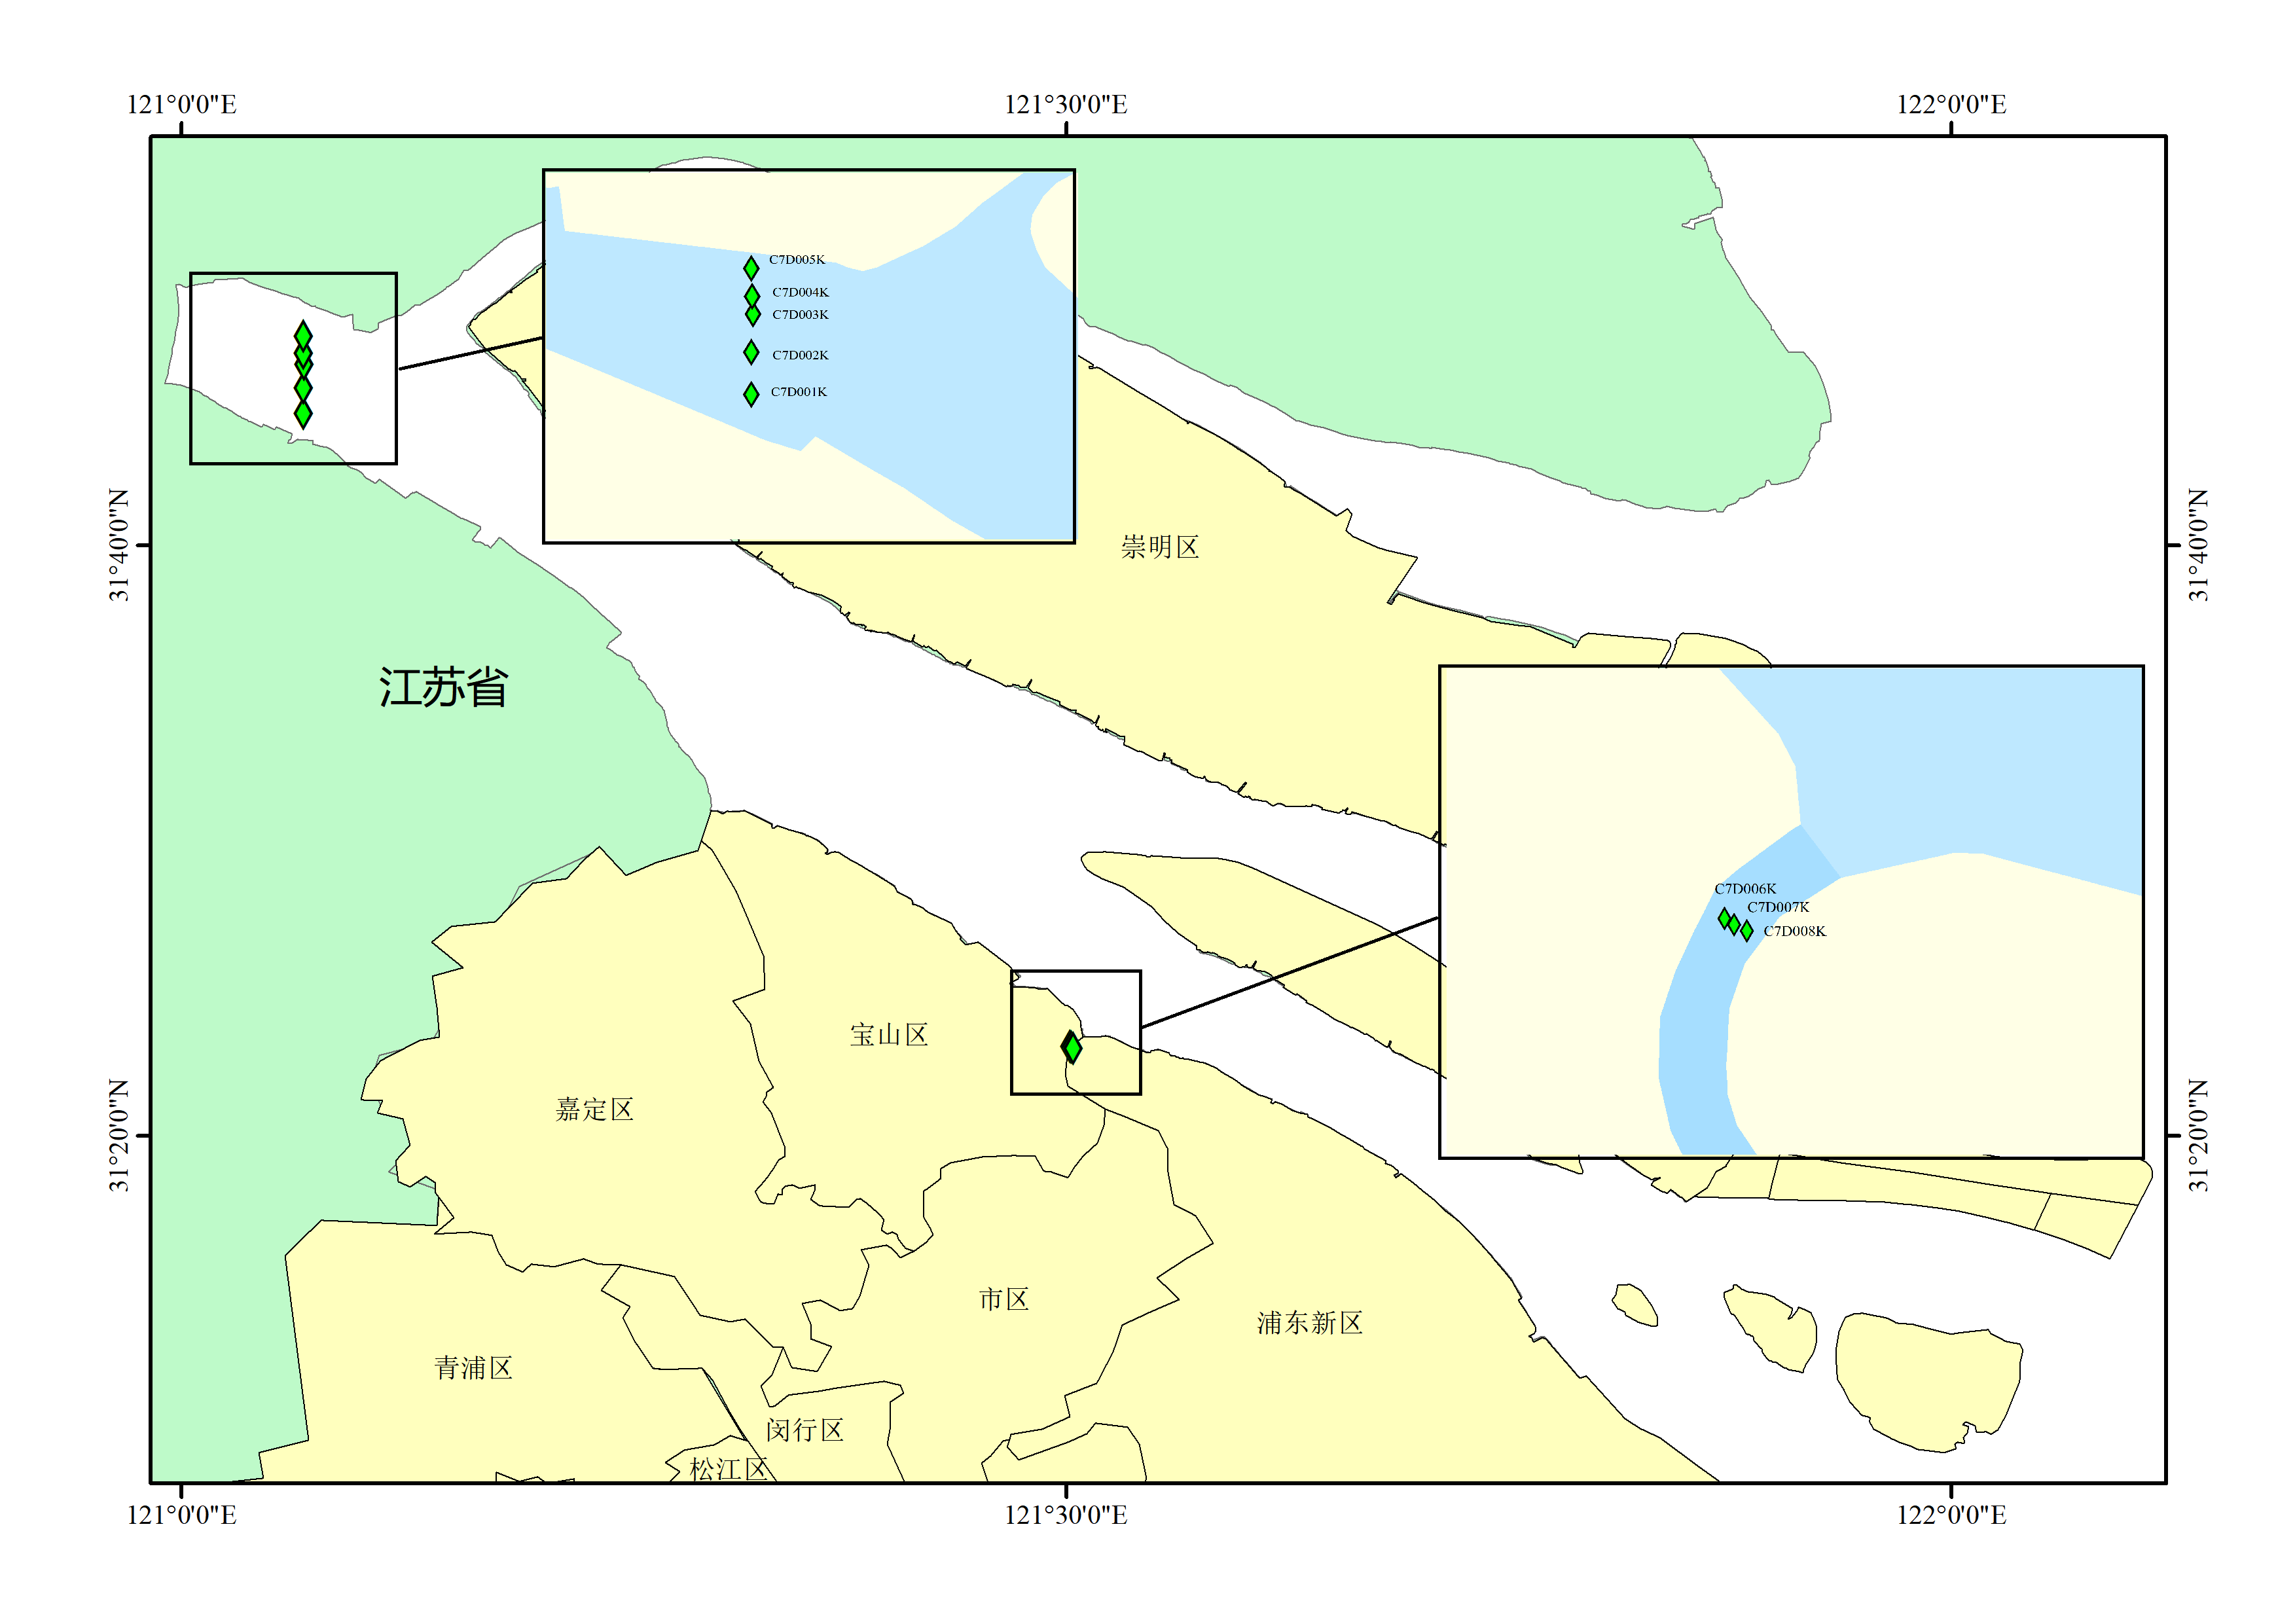 121°0'0"E
121°30'0"E
122°0'0"E
C7D005K
C7D004K
C7D003K
C7D002K
C7D001K
31°40'0"N
31°40'0"N
崇明区
江苏省
C7D006K
C7D007K
C7D008K
宝山区
嘉定区
31°20'0"N
31°20'0"N
市区
浦东新区
青浦区
闵行区
松江区
121°0'0"E
121°30'0"E
122°0'0"E